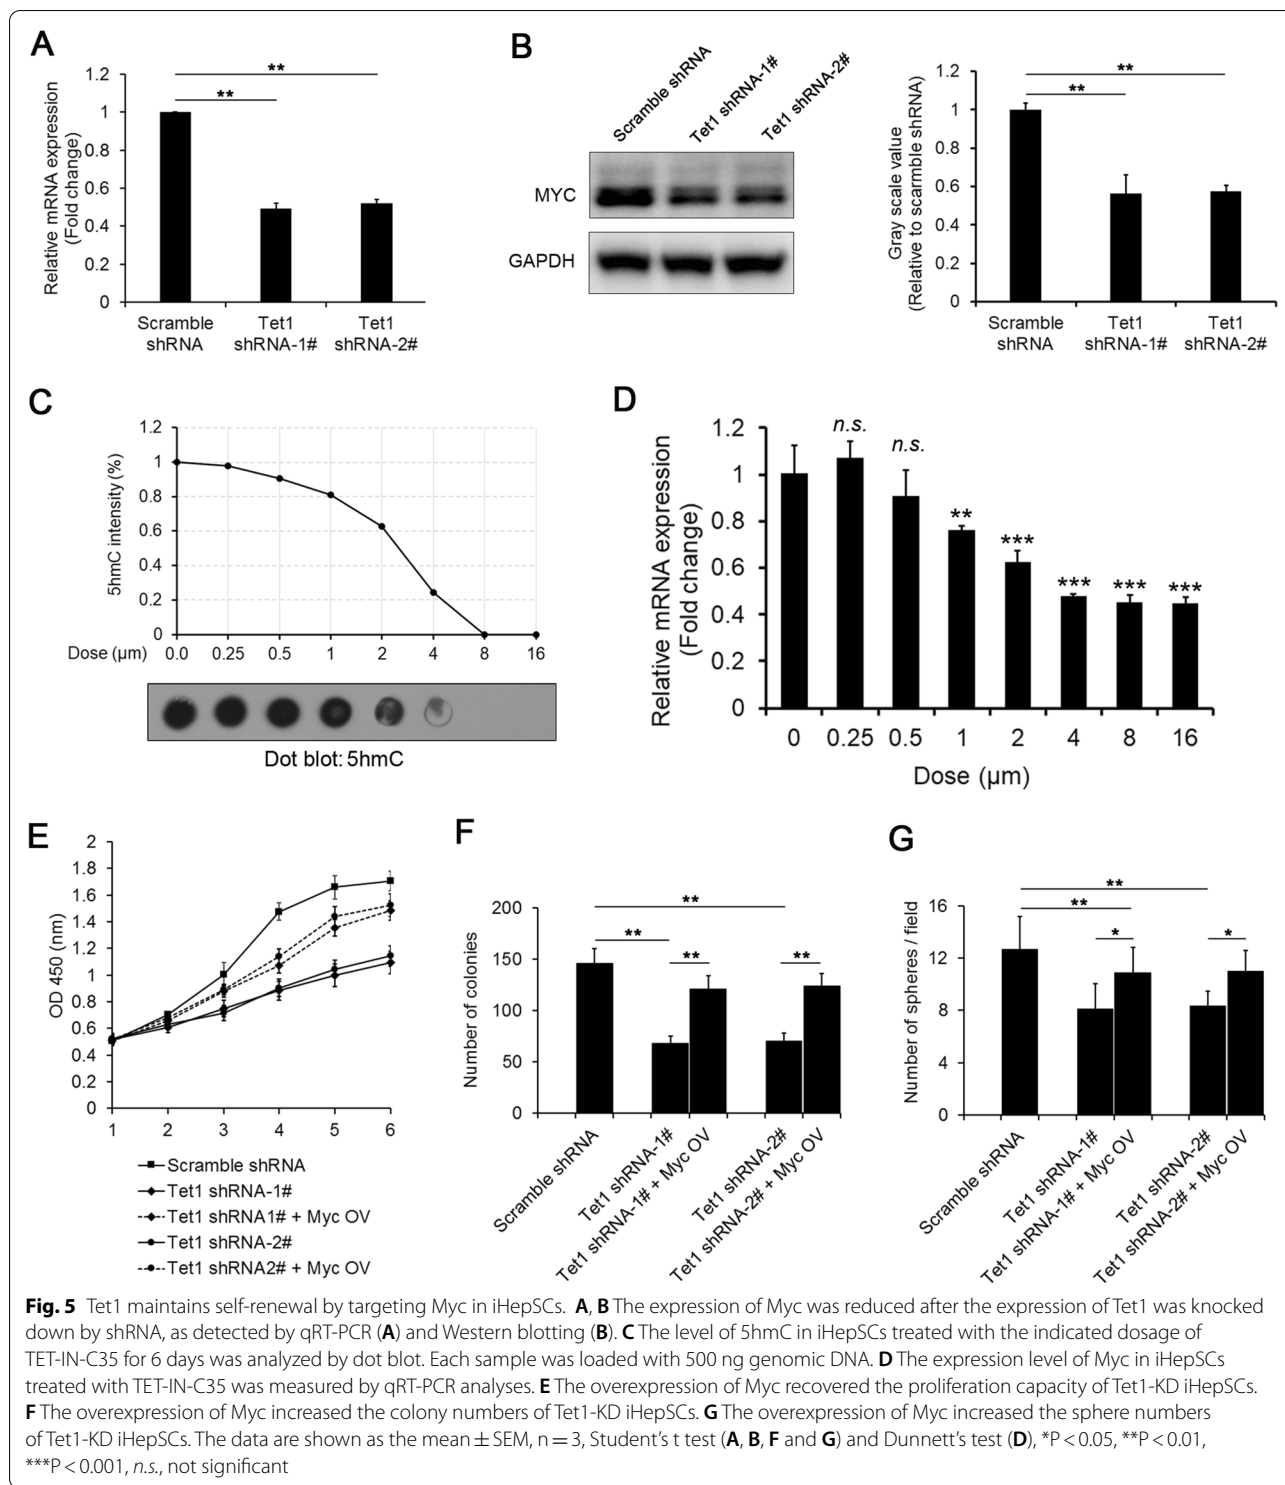 A
**
**
1.2
1
0.8
0.6
0.4
0.2
0
Relative mRNA expression
(Fold change)
Scramble
shRNA
Tet1
shRNA-1#
Tet1
shRNA-2#
B
Scramble shRNA
Tet1 shRNA-1#
Tet1 shRNA-2#
MYC
GAPDH
**
**
1.2
1
0.8
0.6
0.4
0.2
0
Gray scale value
(Relative to scarmble shRNA)
Scramble
shRNA
Tet1
shRNA-1#
Tet1
shRNA-2#
C
1.2
1
0.8
0.6
0.4
0.2
0
5hmC intensity (%)
Dose (μm) 0.0 0.25 0.5 1 2 4 8 16
Dot blot: 5hmC
D
1.2
1
0.8
0.6
0.4
0.2
0
Relative mRNA expression
(Fold change)
n.s.
n.s.
**
***
***
***
***
0 0.25 0.5 1 2 4 8 16
Dose (μm)
E
2
1.8
1.6
1.4
1.2
1
0.8
0.6
0.4
0.2
0
OD 450 (nm)
1 2 3 4 5 6
Scramble shRNA
Tet1 shRNA-1#
Tet1 shRNA1# + Myc OV
Tet1 shRNA-2#
Tet1 shRNA2# + Myc OV
F
200
150
100
50
0
Number of colonies
**
**
**
**
Scramble shRNA
Tet1 shRNA-1#
Tet1 shRNA-1# + Myc OV
Tet1 shRNA-2#
Tet1 shRNA-2# + Myc OV
G
16
12
8
4
0
Number of spheres / field
**
**
*
*
Scramble shRNA
Tet1 shRNA-1#
Tet1 shRNA-1# + Myc OV
Tet1 shRNA-2#
Tet1 shRNA-2# + Myc OV
Fig. 5 Tet1 maintains self-renewal by targeting Myc in iHepSCs. A, B The expression of Myc was reduced after the expression of Tet1 was knocked
down by shRNA, as detected by qRT-PCR (A) and Western blotting (B). C The level of 5hmC in iHepSCs treated with the indicated dosage of
TET-IN-C35 for 6 days was analyzed by dot blot. Each sample was loaded with 500 ng genomic DNA. D The expression level of Myc in iHepSCs
treated with TET-IN-C35 was measured by qRT-PCR analyses. E The overexpression of Myc recovered the proliferation capacity of Tet1-KD iHepSCs.
F The overexpression of Myc increased the colony numbers of Tet1-KD iHepSCs. G The overexpression of Myc increased the sphere numbers
of Tet1-KD iHepSCs. The data are shown as the mean ± SEM, n = 3, Student's t test (A, B, F and G) and Dunnett's test (D), *P < 0.05, **P < 0.01,
***P < 0.001, n.s., not significant